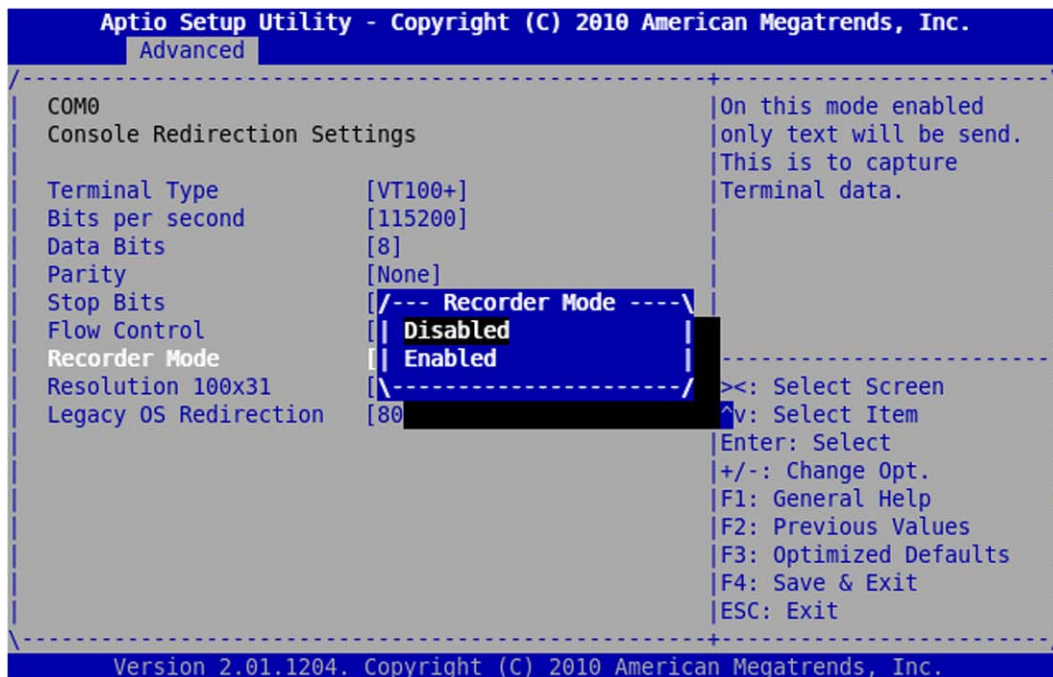 Aptio Setup Utility - Copyright (C) 2010 American Megatrends, Inc.
Advanced
/----------------------------------------------------+--------------------------\
| COM0 |On this mode enabled
| Console Redirection Settings |only text will be send.
| |This is to capture
| Terminal Type [VT100+] |Terminal data.
| Bits per second [115200] |
| Data Bits [8] |
| Parity [None] |
| Stop Bits [/--- Recorder Mode ----\ |
| Flow Control [| Disabled |
| Recorder Mode [| Enabled | |--------------------------
| Resolution 100x31 [\----------------------/ ><: Select Screen
| Legacy OS Redirection [80 ^v: Select Item
| |Enter: Select
| |+/-: Change Opt.
| |F1: General Help
| |F2: Previous Values
| |F3: Optimized Defaults
| |F4: Save & Exit
| |ESC: Exit
\----------------------------------------------------+--------------------------/
Version 2.01.1204. Copyright (C) 2010 American Megatrends, Inc.